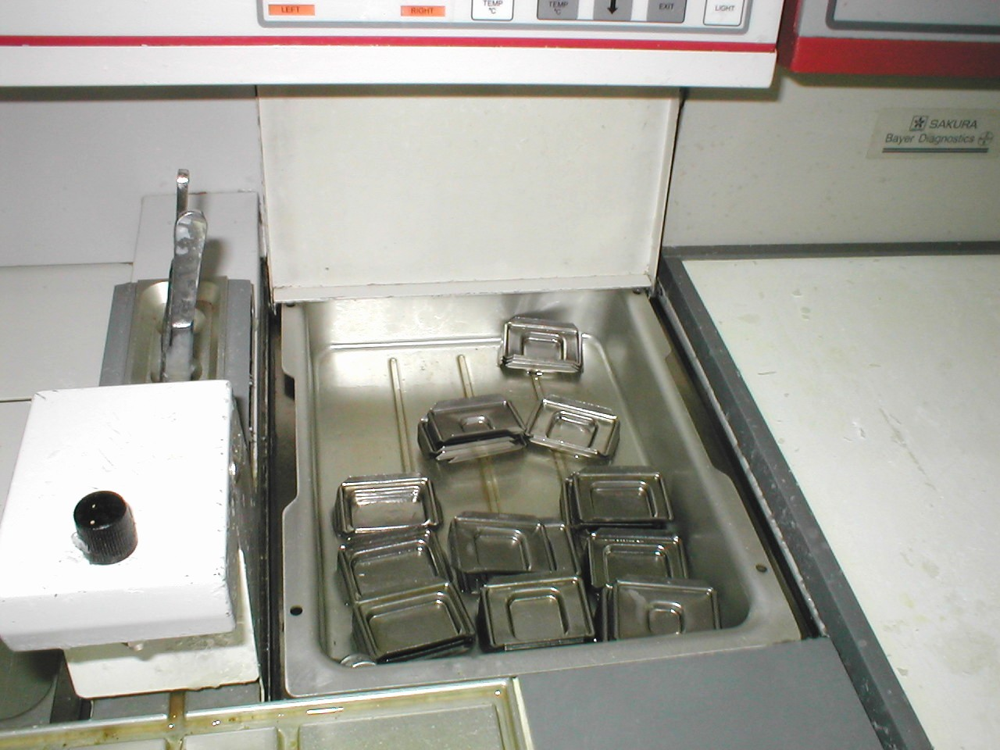 LEFT
RIGHT
TEMP
°C
TEMP
°C
EXIT
LIGHT
SAKURA
Bayer Diagnostics